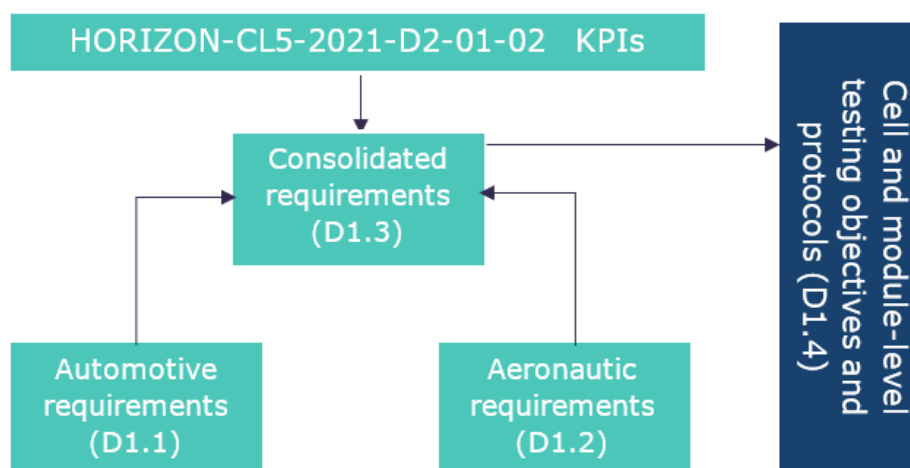 HORIZON-CL5-2021-D2-01-02 KPIs
Consolidated
requirements
(D1.3)
Automotive
requirements
(D1.1)
Aeronautic
requirements
(D1.2)
Cell and module-level
testing objectives and
protocols (D1.4)